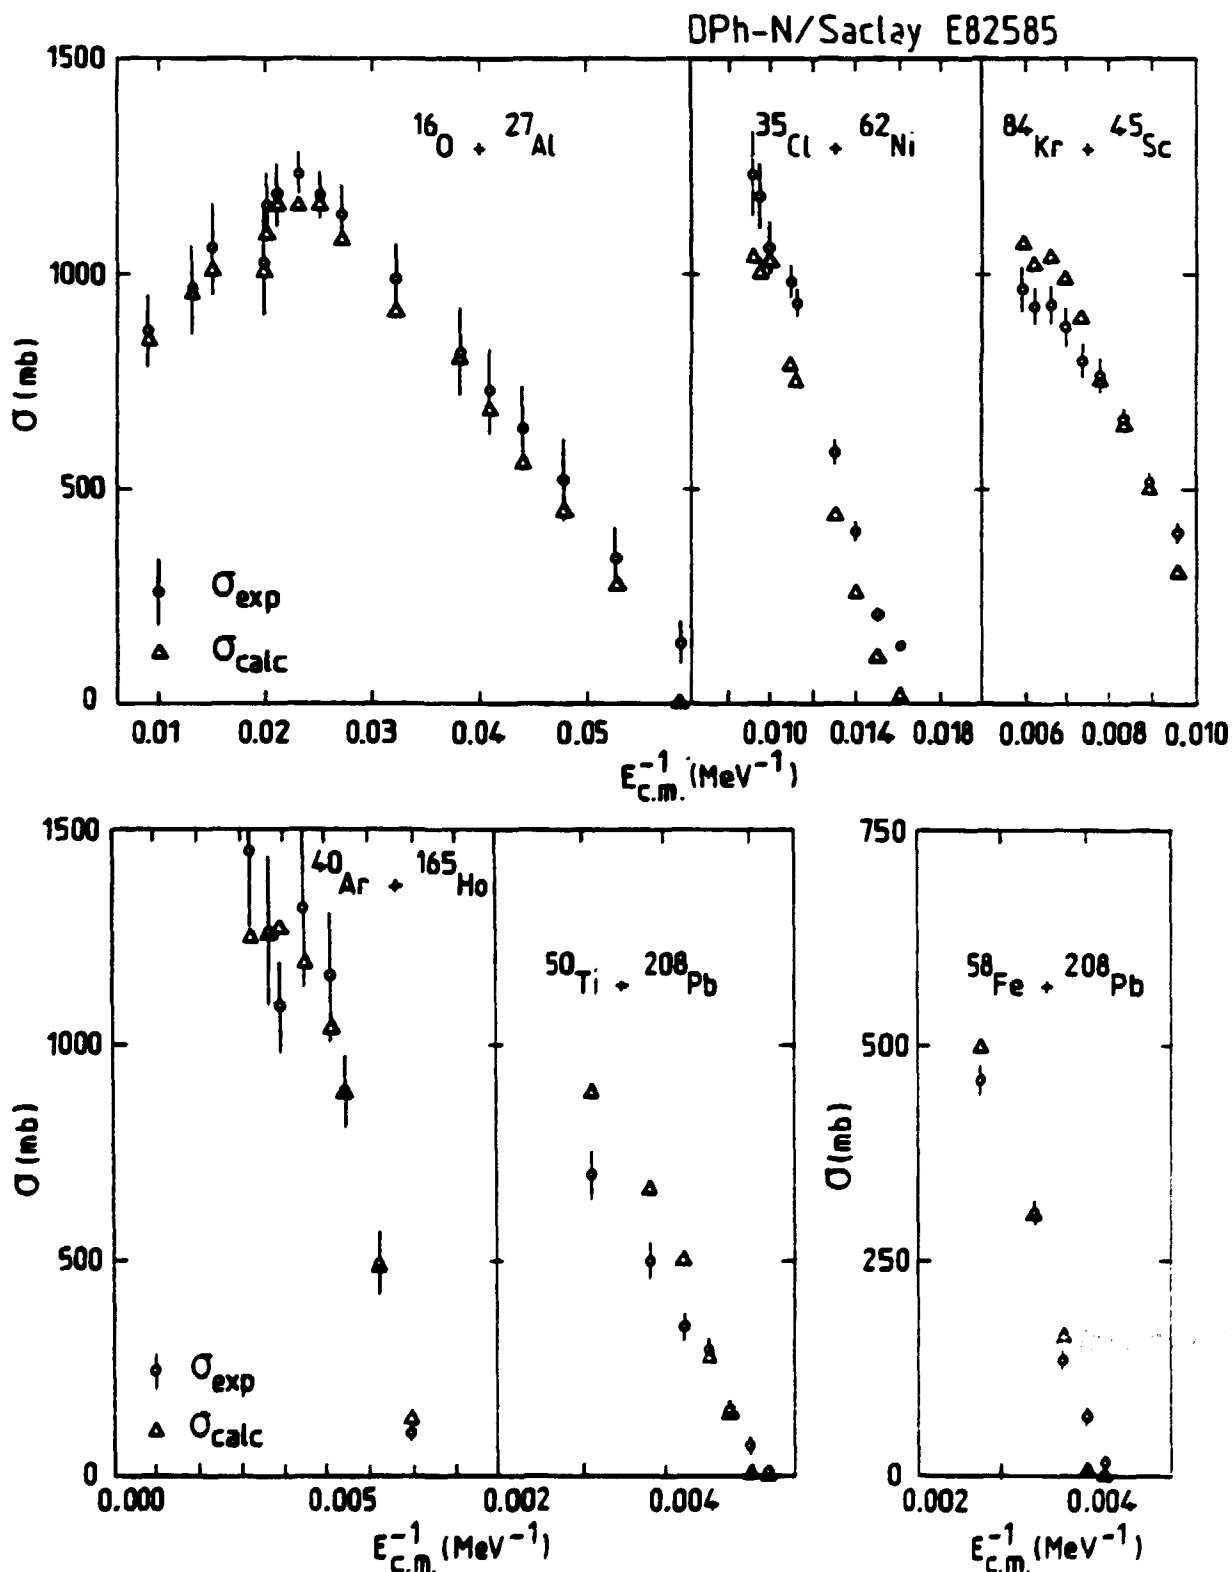 DPh-N/Saclay E82585
1500
1000
500
0
σ (mb)
16O + 27Al
35Cl + 62Ni
84Kr + 45Sc
σexp
σcalc
0.01 0.02 0.03 0.04 0.05 0.010 0.014 0.018 0.006 0.008 0.010
E-1c.m. (MeV-1)
1500
1000
500
0
σ (mb)
40Ar + 165Ho
50Ti + 208Pb
σexp
σcalc
0.000 0.005 0.002 0.004
E-1c.m. (MeV-1)
750
500
250
0
σ (mb)
58Fe + 208Pb
0.002 0.004
E-1c.m. (MeV-1)